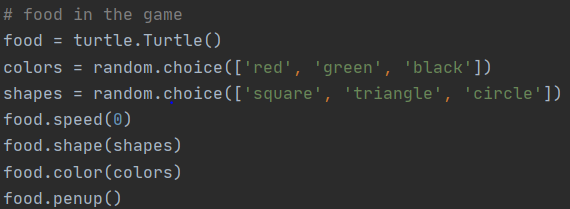 # food in the game
food = turtle.Turtle()
colors = random.choice(['red', 'green', 'black'])
shapes = random.choice(['square', 'triangle', 'circle'])
food.speed(0)
food.shape(shapes)
food.color(colors)
food.penup()